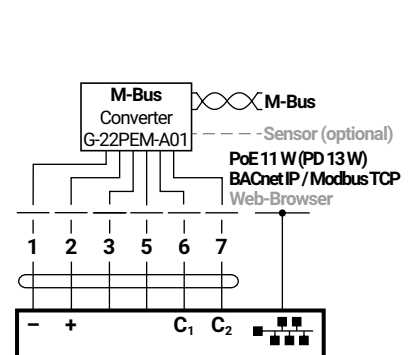 M-Bus
Converter
G-22PEM-A01
M-Bus
Sensor (optional)
PoE 11 W (PD 13 W)
BACnet IP / Modbus TCP
Web-Browser
1 2 3 5 6 7
– + C₁ C₂